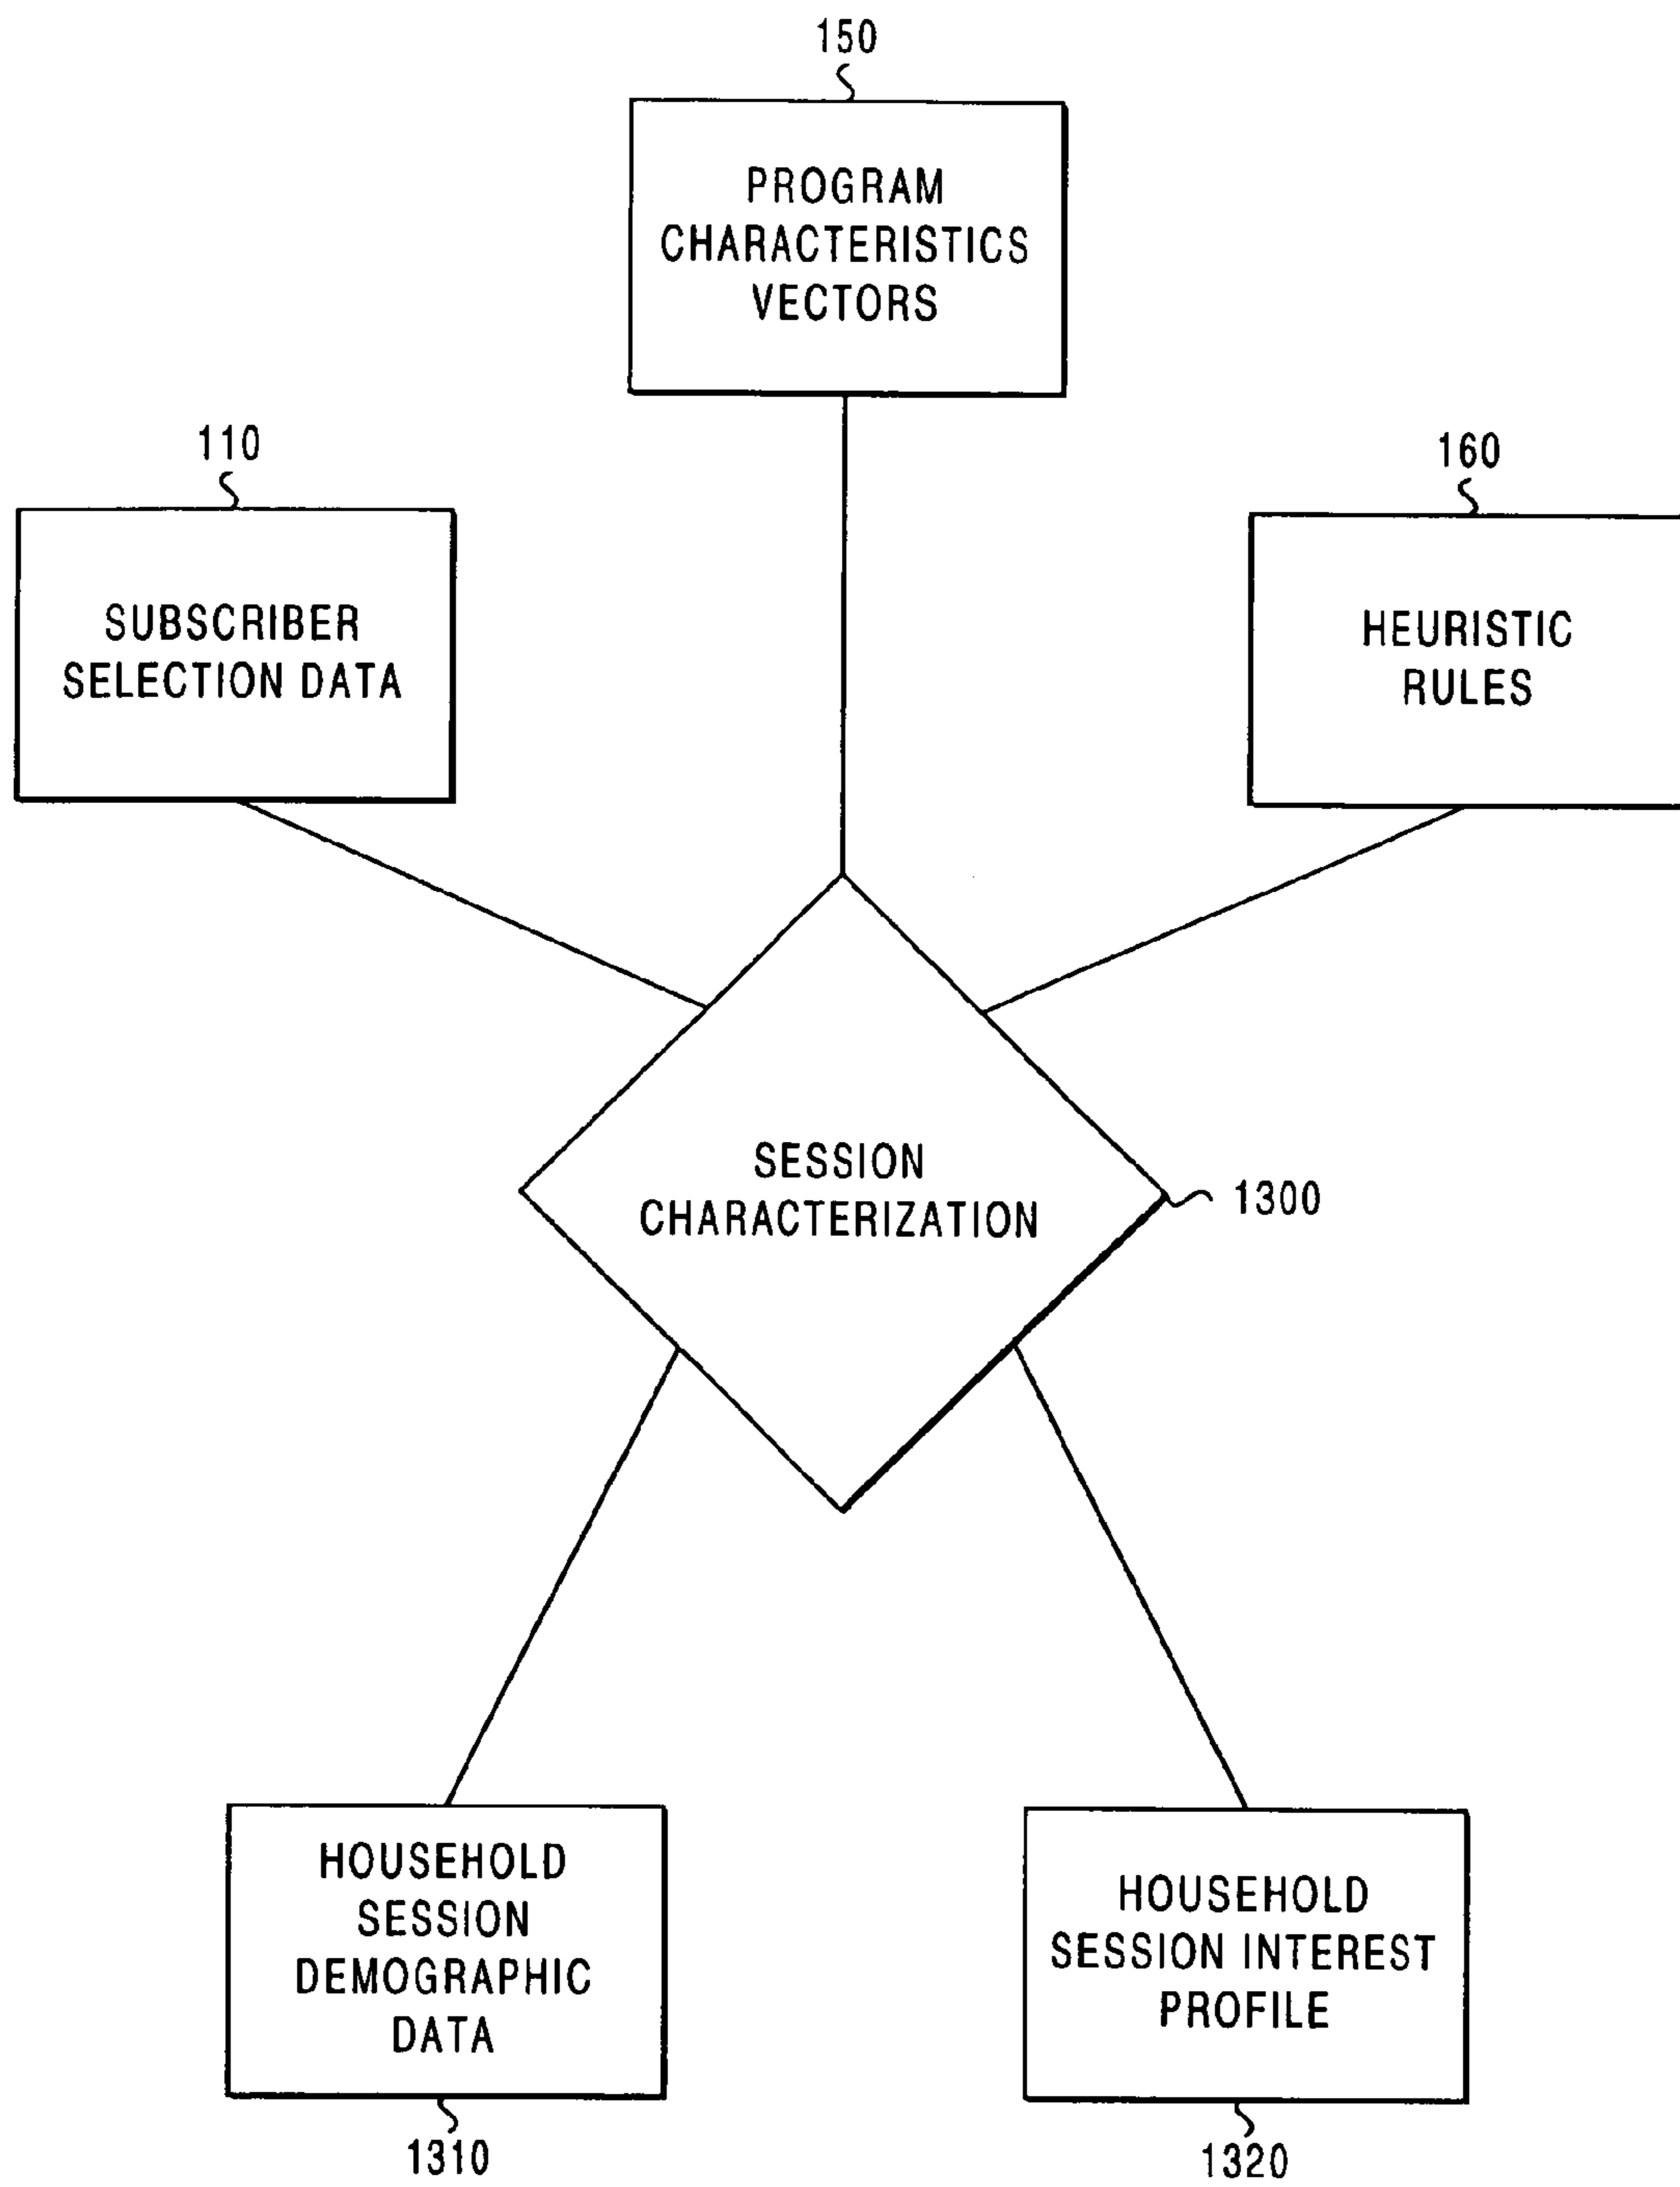 150
PROGRAM
CHARACTERISTICS
VECTORS
110
SUBSCRIBER
SELECTION DATA
160
HEURISTIC
RULES
SESSION
CHARACTERIZATION
1300
HOUSEHOLD
SESSION
DEMOGRAPHIC
DATA
1310
HOUSEHOLD
SESSION INTEREST
PROFILE
1320